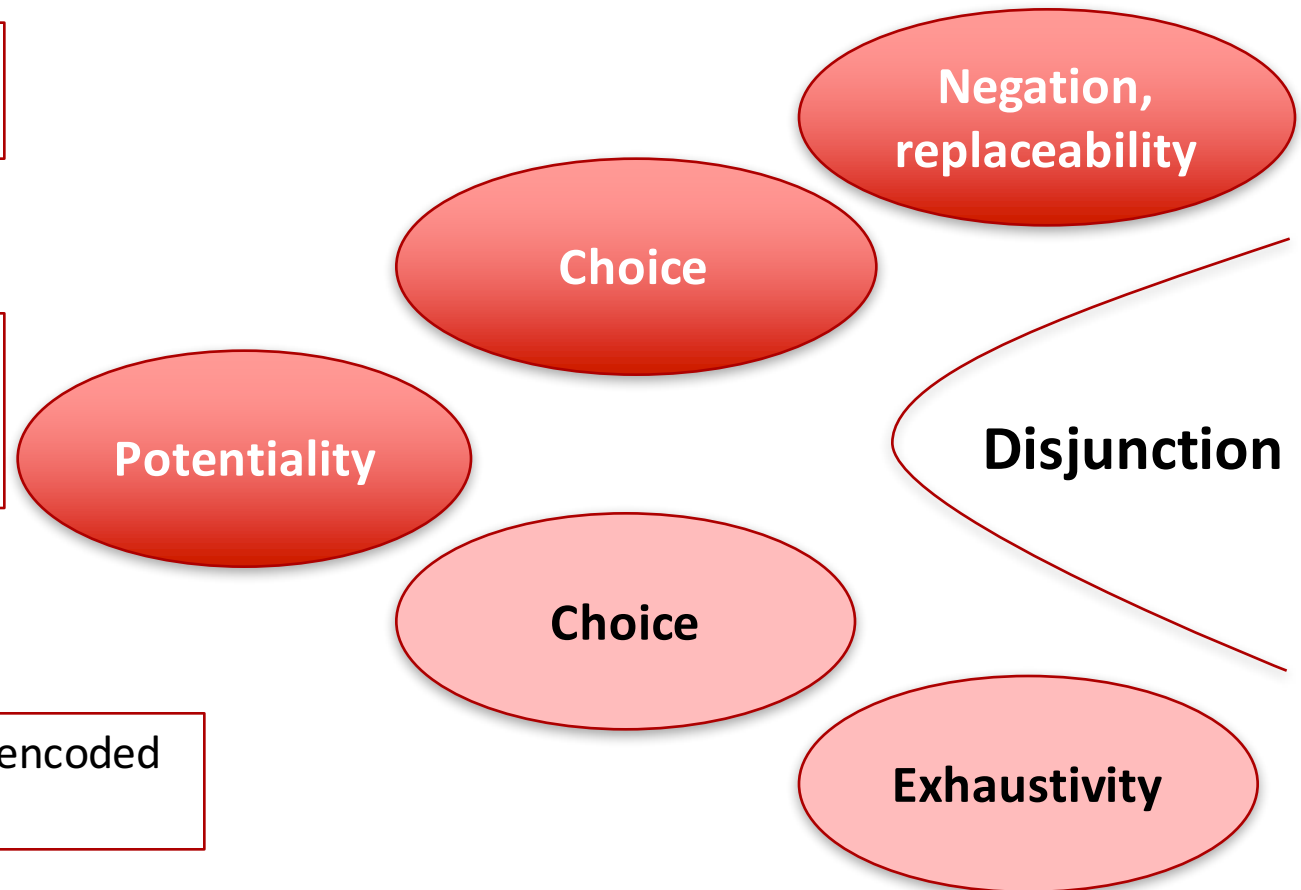 Negation,
replaceability
Choice
Potentiality
Disjunction
Choice
encoded
Exhaustivity